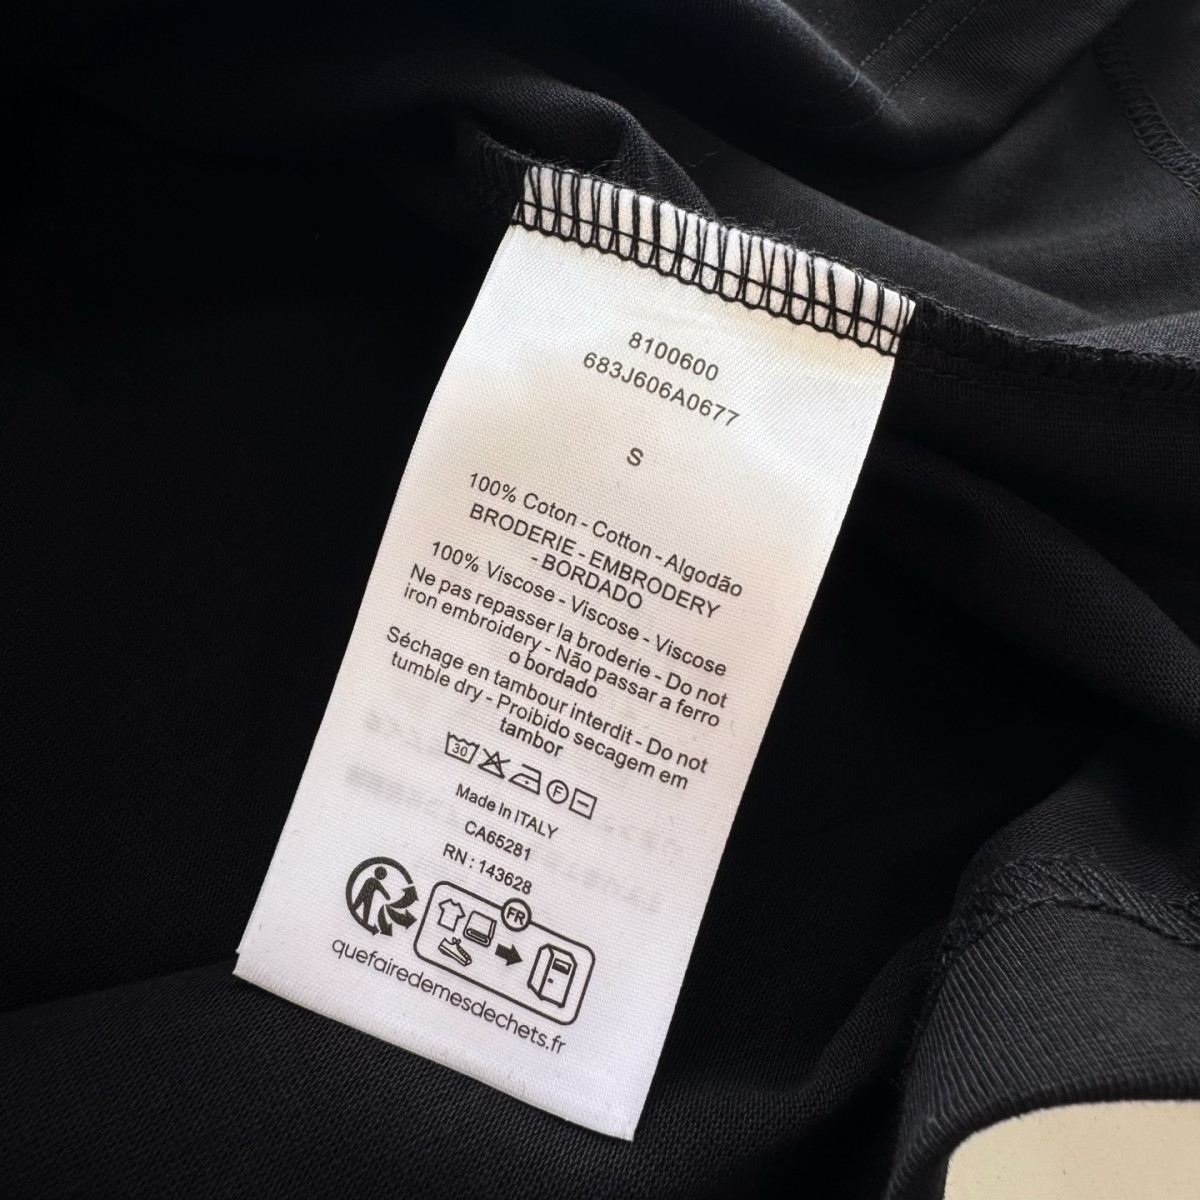 8100600
683J606A0677
S
100% Coton - Cotton - Algodão
BRODERIE - EMBRODERY
- BORDADO
100% Viscose - Viscose - Viscose
Ne pas repasser la broderie - Do not
iron embroidery - Não passar a ferro
o bordado
Séchage en tambour interdit - Do not
tumble dry - Proibido secagem em
tambor
30 F
Made in ITALY
CA65281
RN : 143628
FR
quefairedemesdechets.fr